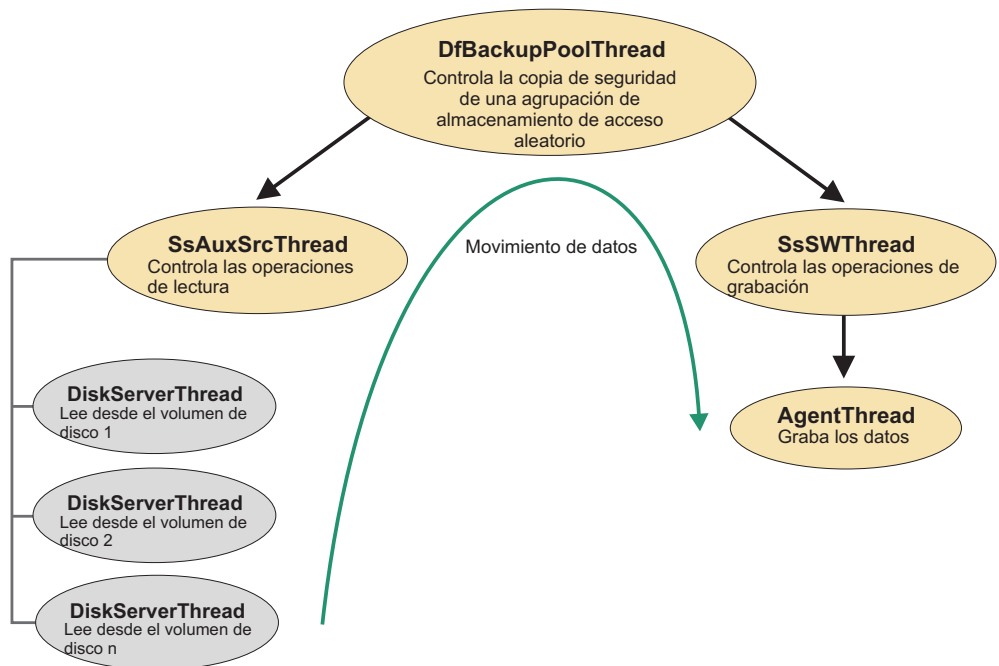 DfBackupPoolThread
Controla la copia de seguridad
de una agrupación de
almacenamiento de acceso
aleatorio
SsAuxSrcThread
Controla las operaciones
de lectura
Movimiento de datos
SsSWThread
Controla las operaciones de
grabación
DiskServerThread
Lee desde el volumen de
disco 1
AgentThread
Graba los datos
DiskServerThread
Lee desde el volumen de
disco 2
DiskServerThread
Lee desde el volumen de
disco n